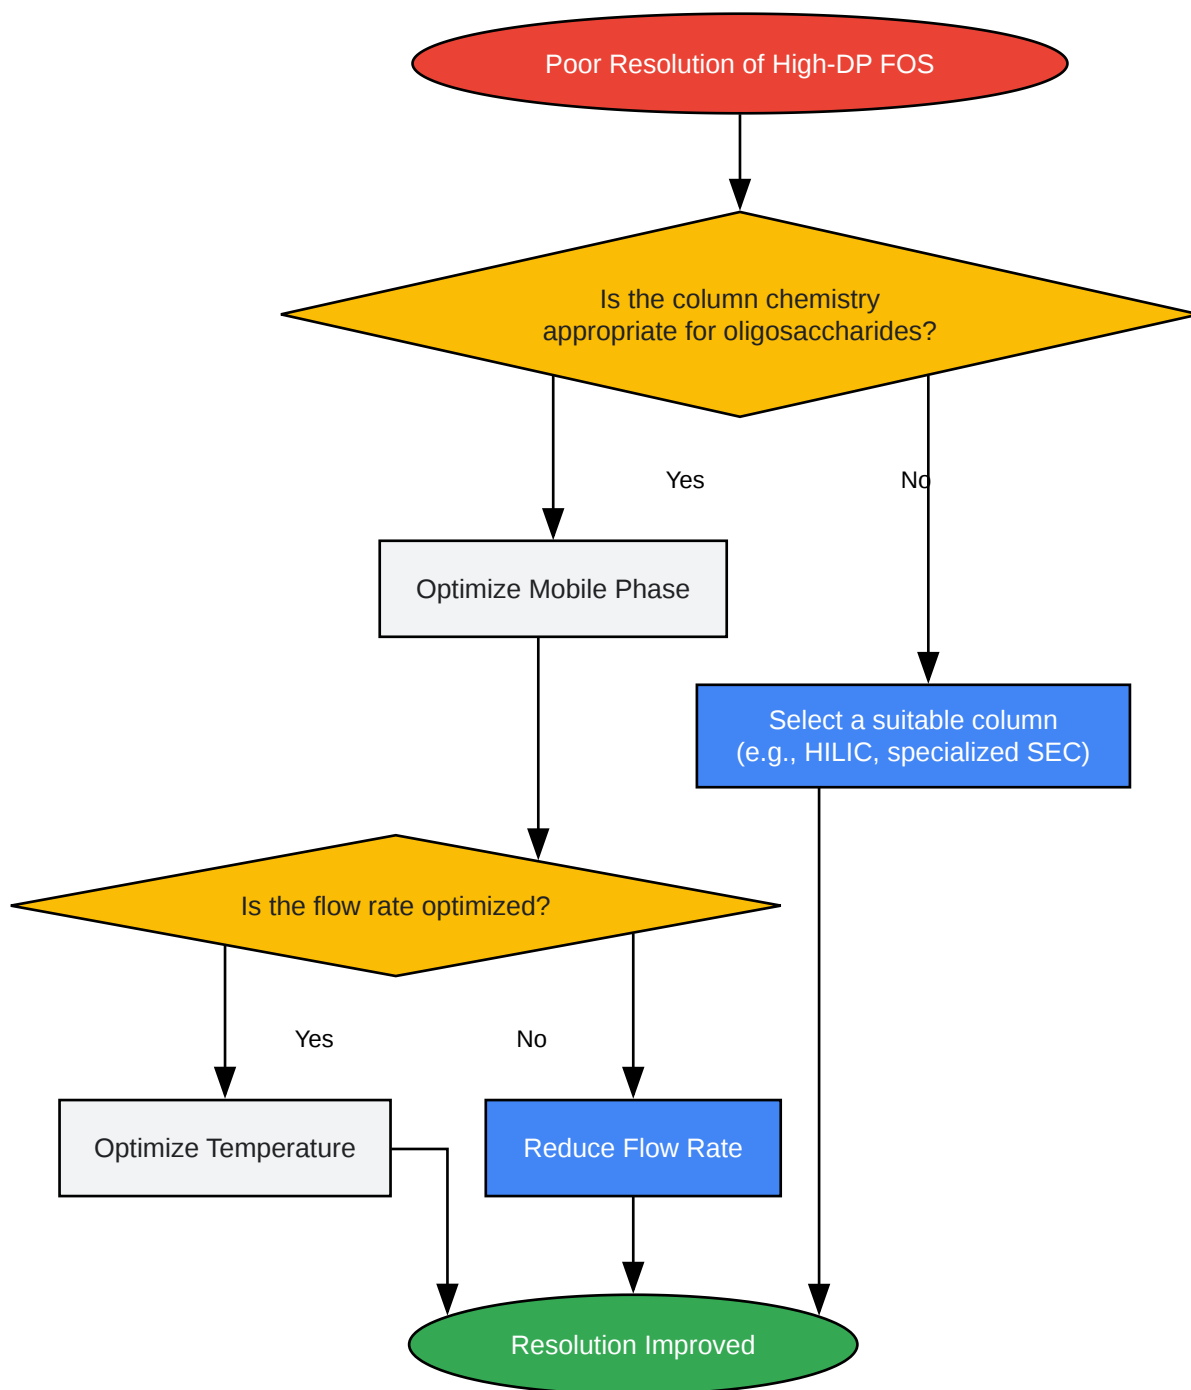 Poor Resolution of High-DP FOS
Is the column chemistry
appropriate for oligosaccharides?
Yes
No
Optimize Mobile Phase
Select a suitable column
(e.g., HILIC, specialized SEC)
Is the flow rate optimized?
Yes
No
Optimize Temperature
Reduce Flow Rate
Resolution Improved